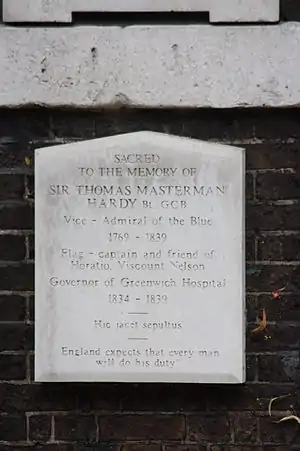 SACRED
TO THE MEMORY OF
SIR THOMAS MASTERMAN
HARDY Bt. GCB
Vice - Admiral of the Blue
1769 - 1839
Flag - captain and friend of
Horatio, Viscount Nelson
Governor of Greenwich Hospital
1834 - 1839
Hic jacet sepultus
England expects that every man
will do his duty"